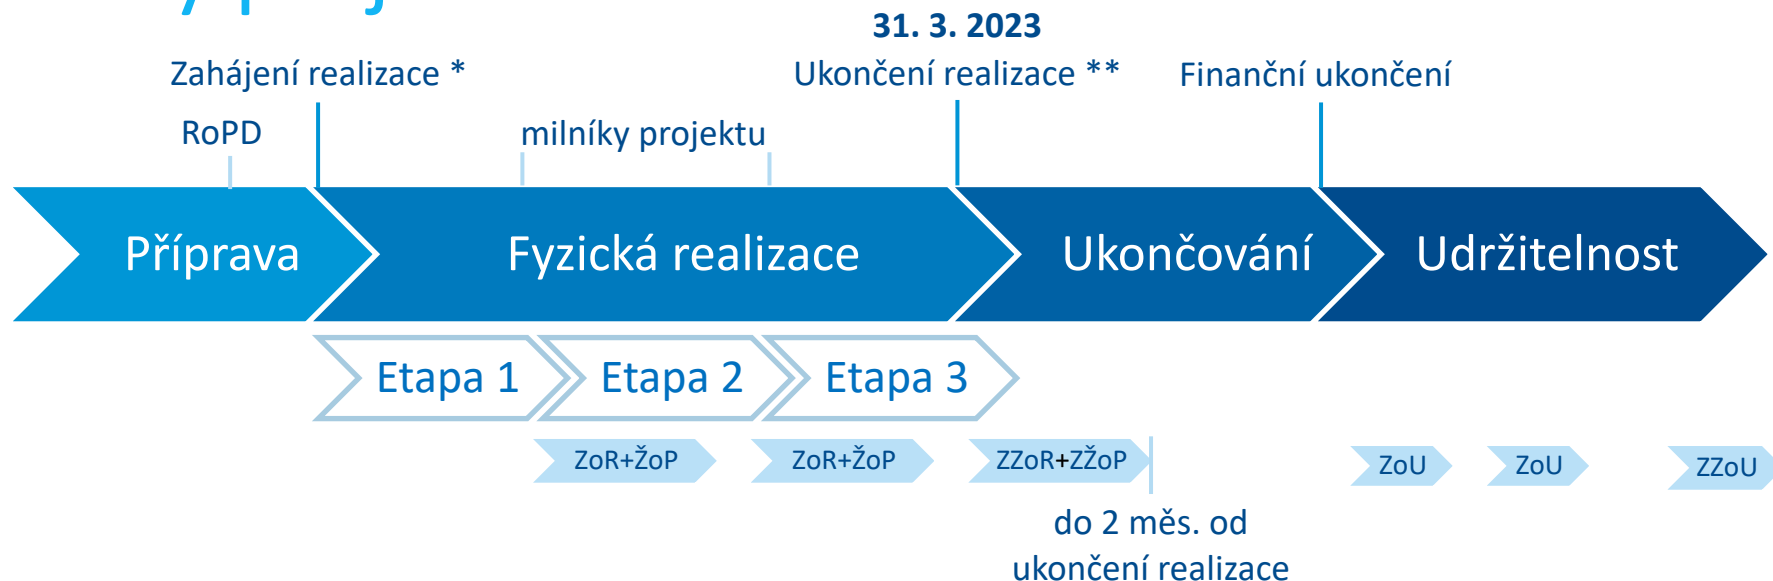 31. 3. 2023
Zahájení realizace *
Ukončení realizace **
Finanční ukončení
RoPD
milníky projektu
Příprava
Fyzická realizace
Ukončování
Udržitelnost
Etapa 1
Etapa 2
Etapa 3
ZoR+ŽoP
ZoR+ŽoP
ZZoR+ZŽoP
ZoU
ZoU
ZZoU
do 2 měs. od
ukončení realizace